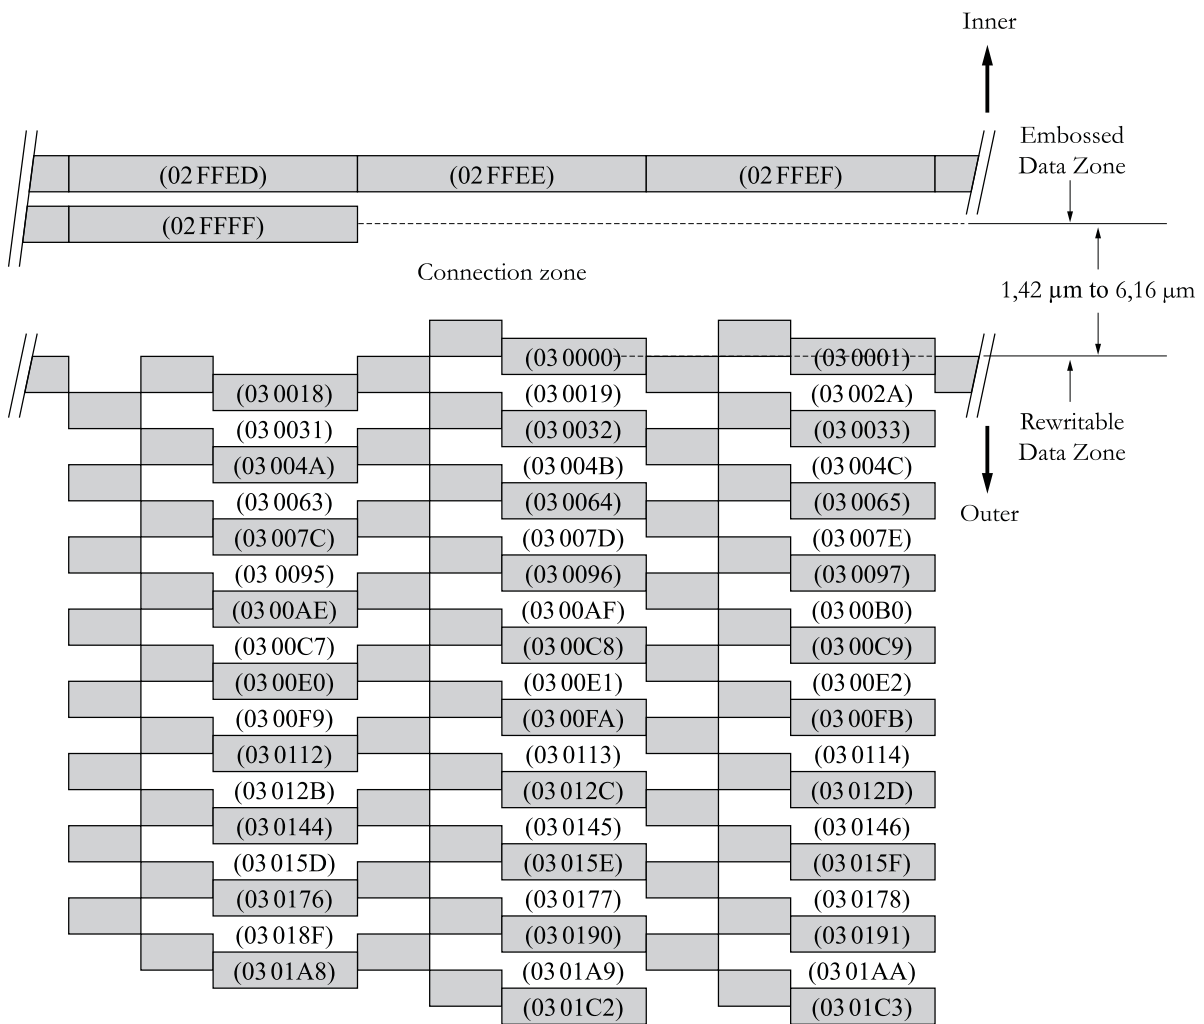 Inner
Embossed
Data Zone
(02 FFED) (02 FFEE) (02 FFEF)
(02 FFFF)
Connection zone
1,42 µm to 6,16 µm
(03 0000) (03 0001)
(03 0018) (03 0019) (03 002A)
(03 0031) (03 0032) (03 0033)
Rewritable
Data Zone
(03 004A) (03 004B) (03 004C)
(03 0063) (03 0064) (03 0065)
Outer
(03 007C) (03 007D) (03 007E)
(03 0095) (03 0096) (03 0097)
(03 00AE) (03 00AF) (03 00B0)
(03 00C7) (03 00C8) (03 00C9)
(03 00E0) (03 00E1) (03 00E2)
(03 00F9) (03 00FA) (03 00FB)
(03 0112) (03 0113) (03 0114)
(03 012B) (03 012C) (03 012D)
(03 0144) (03 0145) (03 0146)
(03 015D) (03 015E) (03 015F)
(03 0176) (03 0177) (03 0178)
(03 018F) (03 0190) (03 0191)
(03 01A8) (03 01A9) (03 01AA)
(03 01C2) (03 01C3)